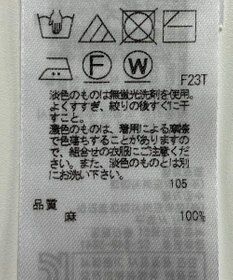 F
W
F23T
淡色のものは無蛍光洗剤を使用。
よくすすぎ、絞りの後すぐに干
すこと。
濃色のものは、着用による摩擦
で色落ちすることがありますの
で、組合せの衣服にご注意くだ
さい。また、淡色のものとは別
にお洗い下さい。
105
品質
麻 100%